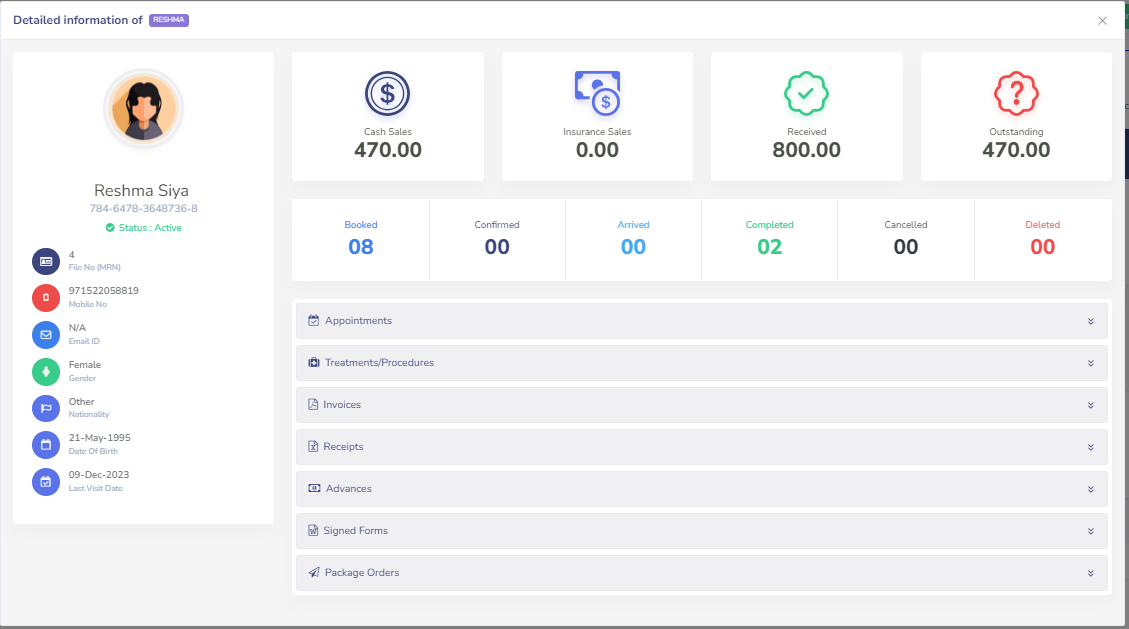 Detailed information of RESHMA
Reshma Siya
784-6478-3648736-8
Status : Active
4
File No (MRN)
971522058819
Mobile No
N/A
Email ID
Female
Gender
Other
Nationality
21-May-1995
Date Of Birth
09-Dec-2023
Last Visit Date
Cash Sales
470.00
Insurance Sales
0.00
Received
800.00
Outstanding
470.00
Booked
08
Confirmed
00
Arrived
00
Completed
02
Cancelled
00
Deleted
00
Appointments
Treatments/Procedures
Invoices
Receipts
Advances
Signed Forms
Package Orders